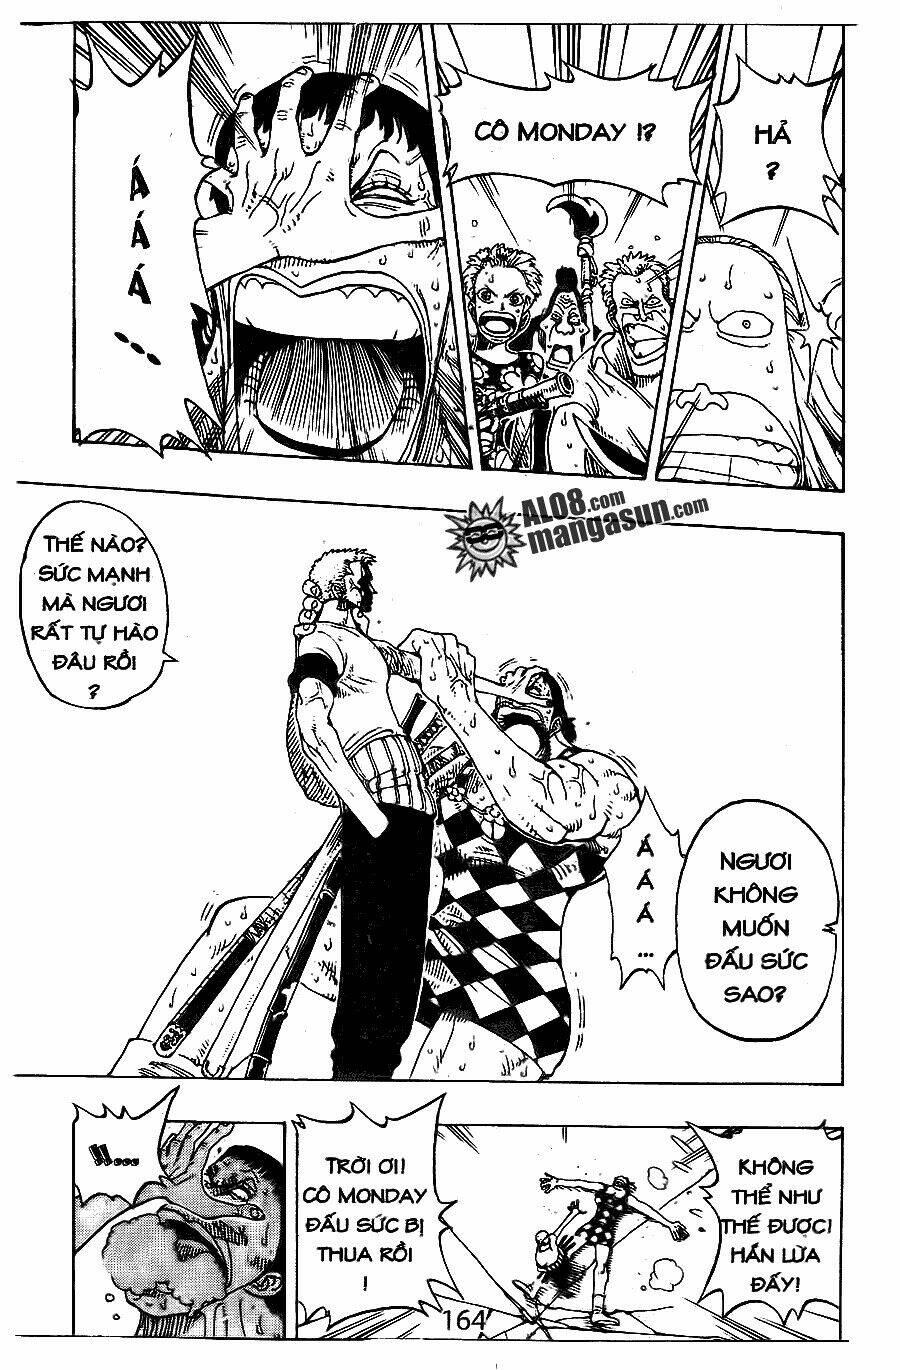 HẢ
?
CÔ MONDAY !?
Á
Á
Á
...
AL08.com
mangasun.com
THẾ NÀO?
SỨC MẠNH
MÀ NGƯƠI
RẤT TỰ HÀO
ĐÂU RỒI
?
NGƯƠI
KHÔNG
MUỐN
ĐẤU SỨC
SAO?
Á
Á
Á
...
KHÔNG
THỂ NHƯ
THẾ ĐƯỢC!
HẮN LỪA
ĐẤY!
TRỜI ƠI!
CÔ MONDAY
ĐẤU SỨC BỊ
THUA RỒI
!
!!....
164